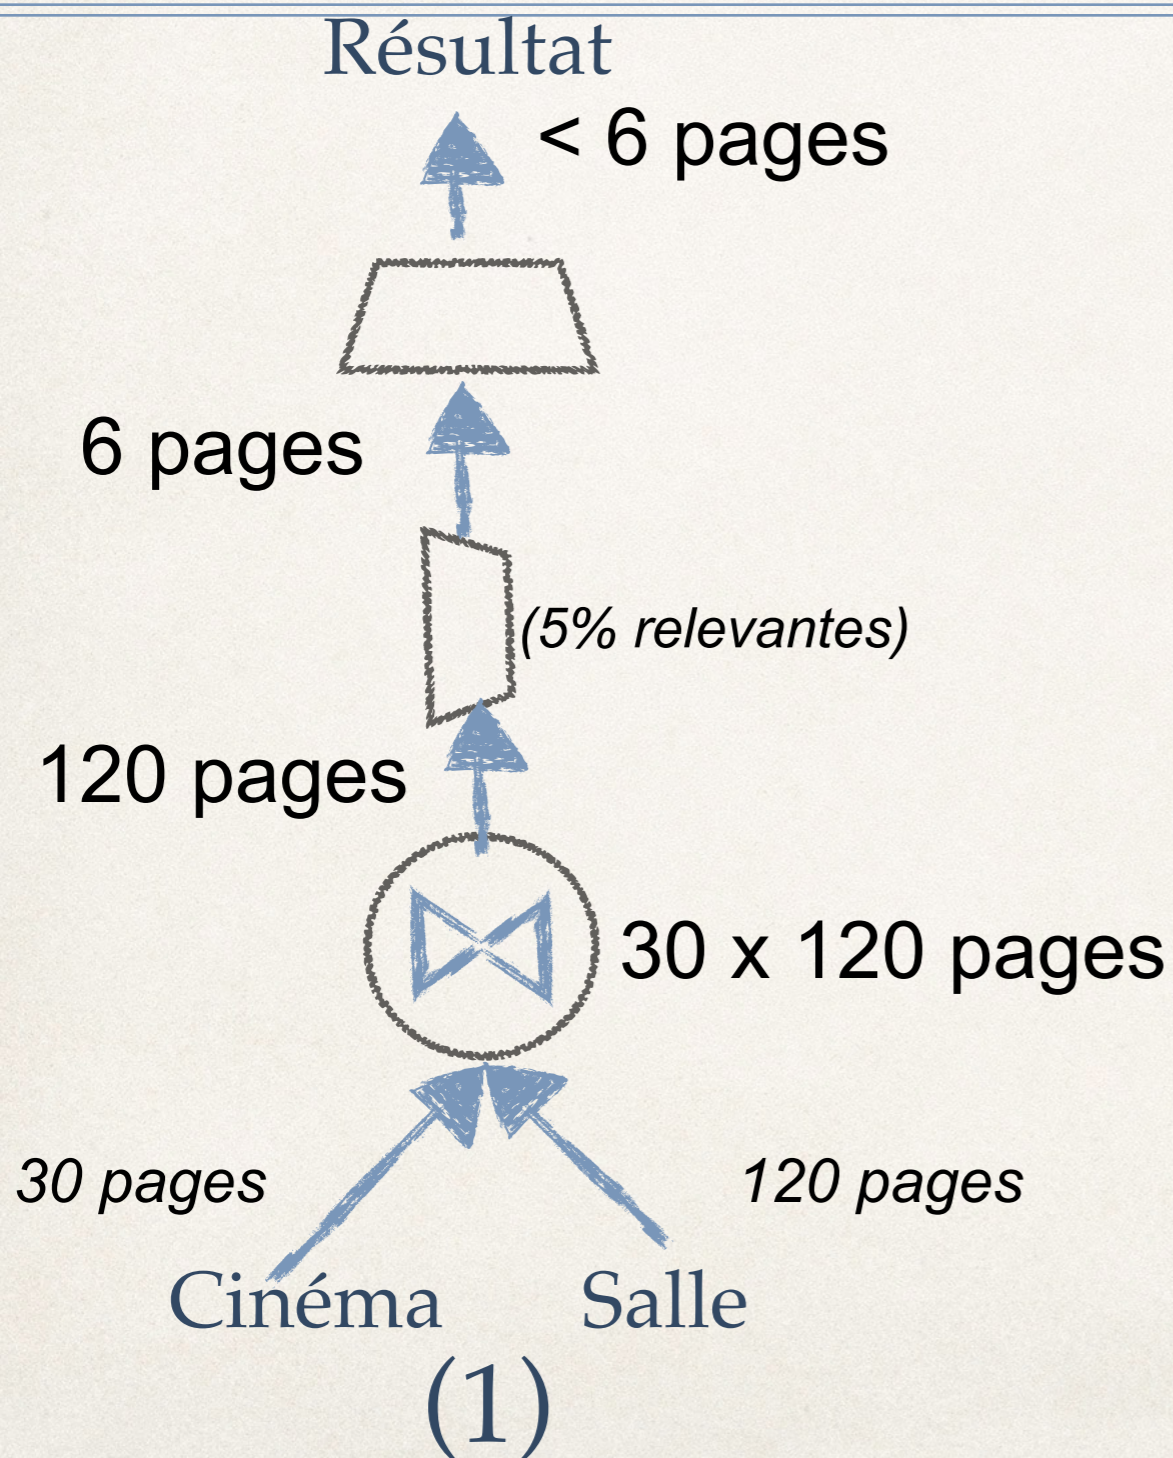 Résultat
< 6 pages
6 pages
(5% relevantes)
120 pages
30 x 120 pages
30 pages
120 pages
Cinéma
Salle
(1)